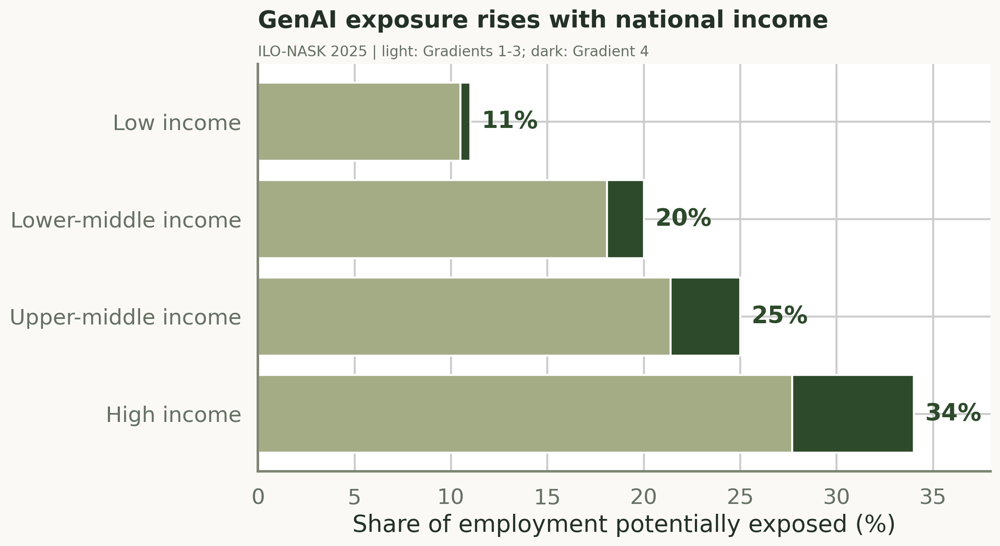 GenAI exposure rises with national income
ILO-NASK 2025 | light: Gradients 1-3; dark: Gradient 4
Low income
11%
Lower-middle income
20%
Upper-middle income
25%
High income
34%
0 5 10 15 20 25 30 35
Share of employment potentially exposed (%)